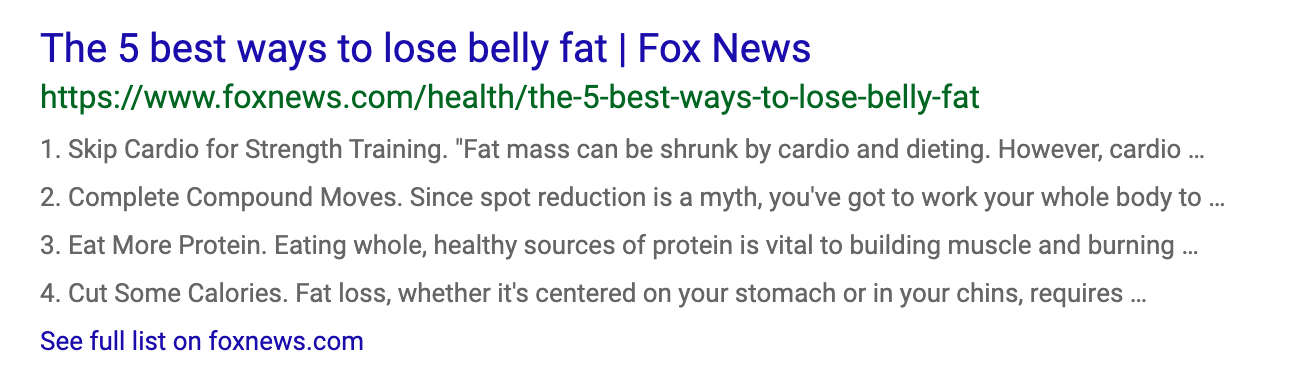 The 5 best ways to lose belly fat | Fox News
https://www.foxnews.com/health/the-5-best-ways-to-lose-belly-fat
1. Skip Cardio for Strength Training. "Fat mass can be shrunk by cardio and dieting. However, cardio ...
2. Complete Compound Moves. Since spot reduction is a myth, you've got to work your whole body to ...
3. Eat More Protein. Eating whole, healthy sources of protein is vital to building muscle and burning ...
4. Cut Some Calories. Fat loss, whether it's centered on your stomach or in your chins, requires ...
See full list on foxnews.com